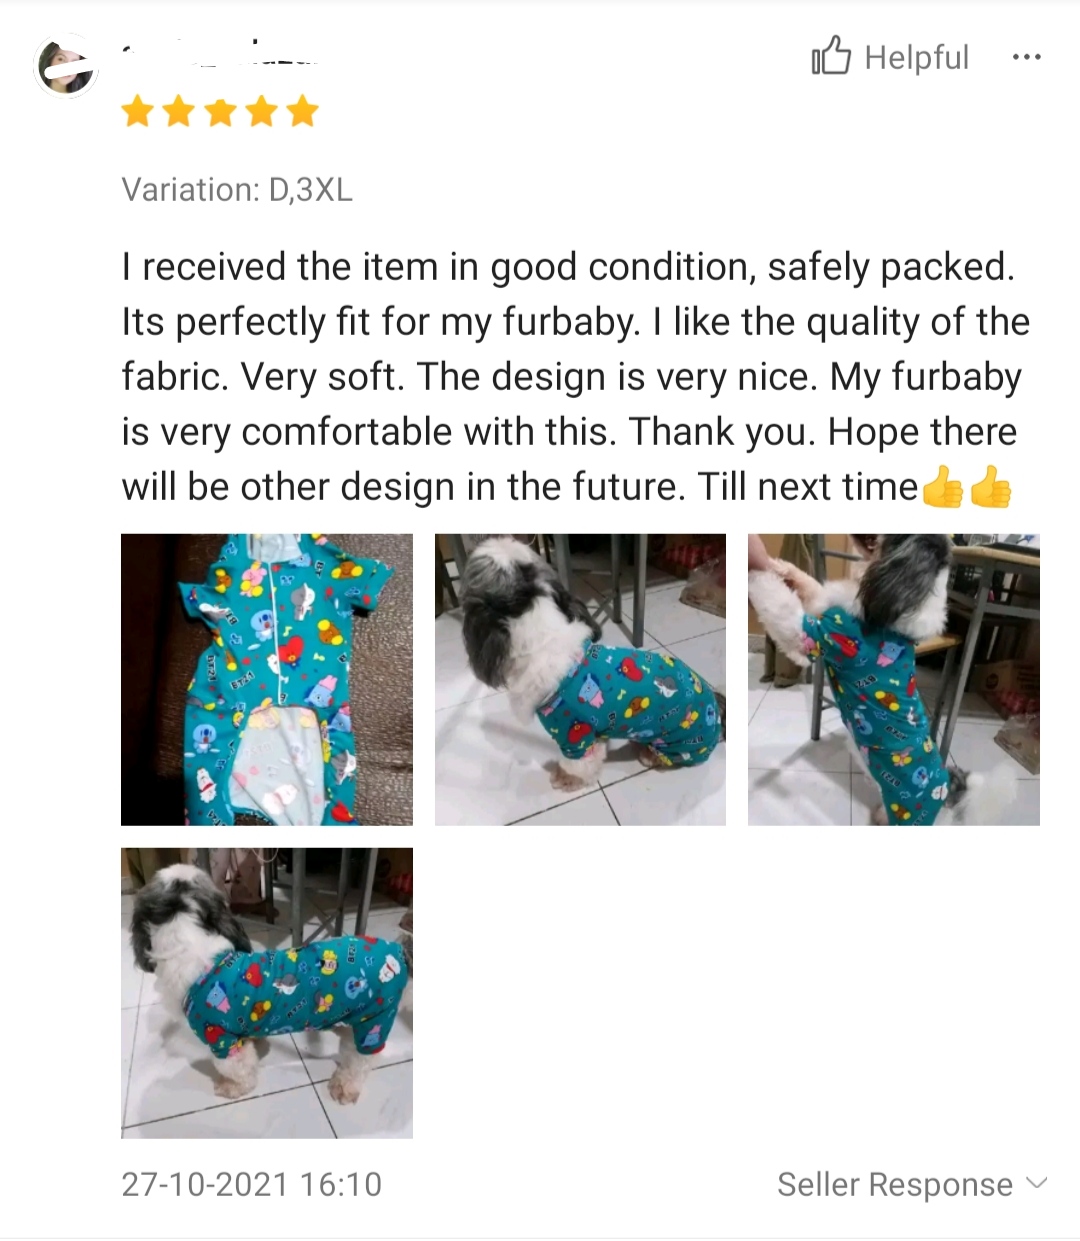 Helpful
Variation: D,3XL
I received the item in good condition, safely packed.
Its perfectly fit for my furbaby. I like the quality of the
fabric. Very soft. The design is very nice. My furbaby
is very comfortable with this. Thank you. Hope there
will be other design in the future. Till next time👍👍
27-10-2021 16:10
Seller Response